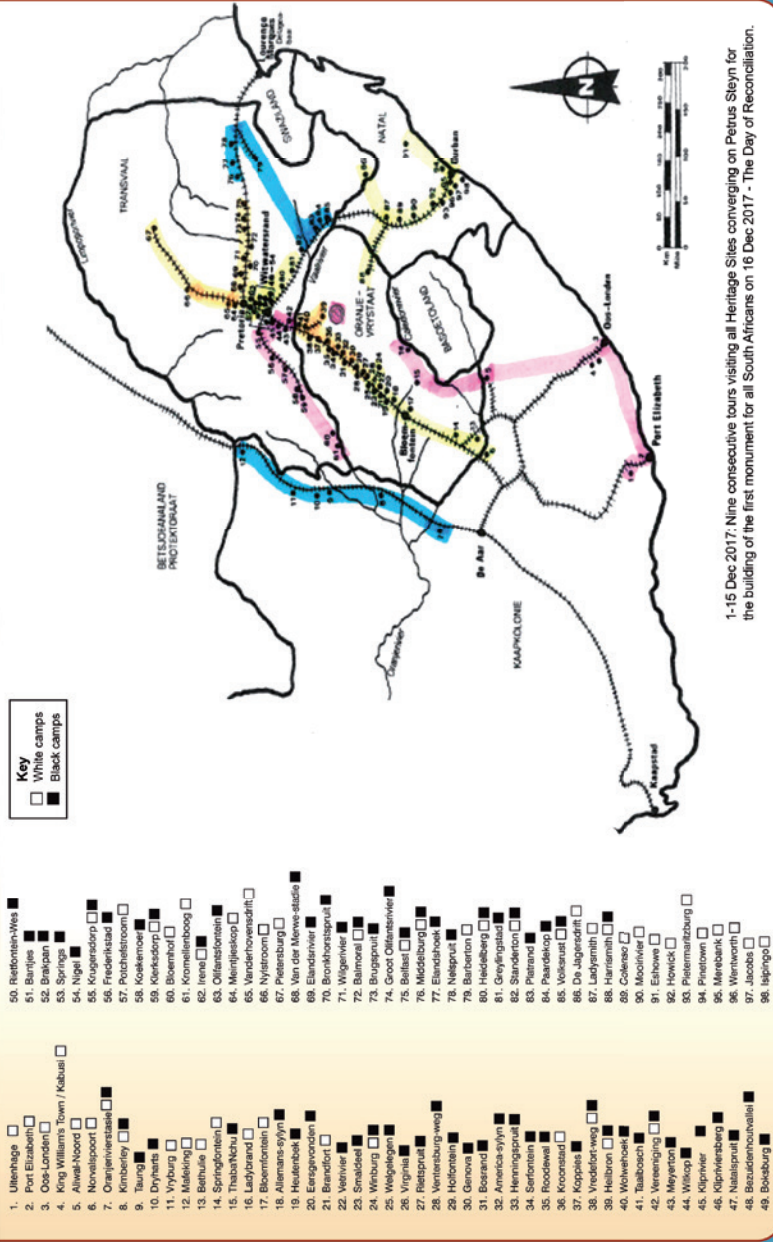 1. Uitenhage
2. Port Elizabeth
3. Oos-Londen
4. King William's Town / Kabusi
5. Aliwal-Noord
6. Norvalspoort
7. Oranjerivierstasie
8. Kimberley
9. Taung
10. Dryharts
11. Vryburg
12. Mafeking
13. Bethulie
14. Springfontein
15. Thaba'Nchu
16. Ladybrand
17. Bloemfontein
18. Allemans-sylyn
19. Heutenbek
20. Eensgevonden
21. Brandfort
22. Vetrivier
23. Smaldeel
24. Winburg
25. Welgelegen
26. Virginia
27. Rietspruit
28. Ventersburg-weg
29. Holfontein
30. Geneva
31. Bosrand
32. America-sylyn
33. Henningspruit
34. Serfontein
35. Roodewal
36. Kroonstad
37. Koppies
38. Vredefort-weg
39. Heilbron
40. Wolwehoek
41. Taaibosch
42. Vereeniging
43. Meyerton
44. Witkop
45. Kliprivier
46. Klipriviersberg
47. Natalspruit
48. Bezuidenhoutvallei
49. Boksburg
50. Rietfontein-Wes
51. Bantjes
52. Brakpan
53. Springs
54. Nigel
55. Krugersdorp
56. Frederikstad
57. Potchefstroom
58. Koekemoer
59. Klerksdorp
60. Bloemhof
61. Kromellenboog
62. Irene
63. Olifantsfontein
64. Meintjieskop
65. Vanderhovensdrift
66. Nylstroom
67. Pietersburg
68. Van der Merwe-stasie
69. Elandsrivier
70. Bronkhorstspruit
71. Wilgerivier
72. Balmoral
73. Brugspruit
74. Groot Olifantsrivier
75. Belfast
76. Middelburg
77. Elandshoek
78. Nelspruit
79. Barberton
80. Heidelberg
81. Greylingstad
82. Standerton
83. Platrand
84. Paardekop
85. Volksrust
86. De Jagersdrift
87. Ladysmith
88. Harrismith
89. Colenso
90. Mooirivier
91. Eshowe
92. Howick
93. Pietermaritzburg
94. Pinetown
95. Merebank
96. Wentworth
97. Jacobs
98. Isipingo
Key
White camps
Black camps
BETSJOEANALAND
PROTEKTORAAT
TRANSVAAL
Pretoria
Witwatersrand
SWAZILAND
Lourenço
Marques
Vaalrivier
ORANJE -
VRYSTAAT
NATAL
Caledonrivier
BASOETOLAND
Bloem-
fontein
Durban
Oranjerivier
De Aar
KAAPKOLONIE
Oos-Londen
Port Elizabeth
Kaapstad
N
Km
Mile
1-15 Dec 2017: Nine consecutive tours visiting all Heritage Sites converging on Petrus Steyn for
the building of the first monument for all South Africans on 16 Dec 2017 - The Day of Reconciliation.